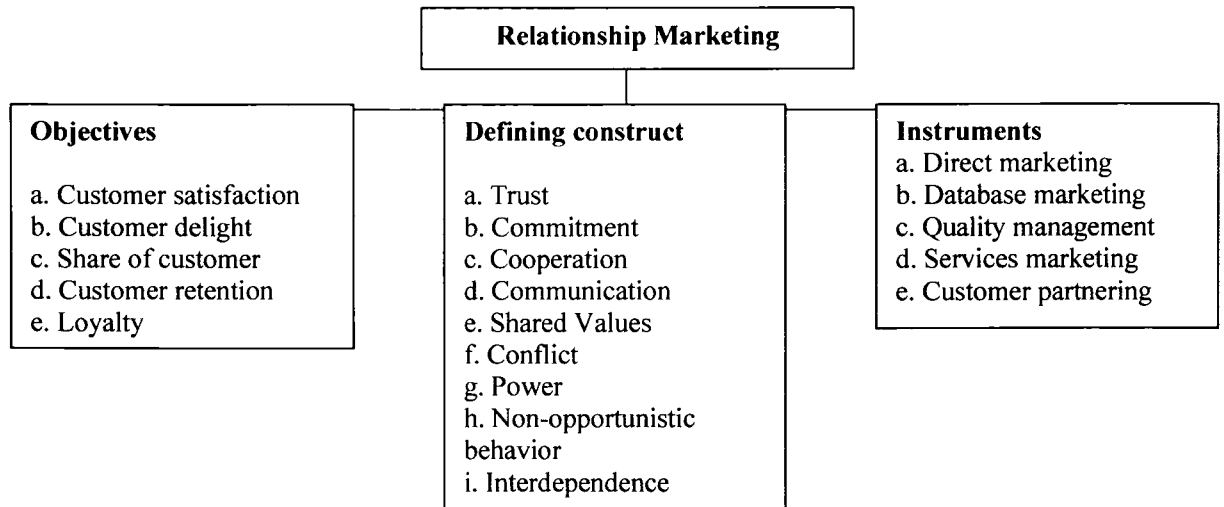 Relationship Marketing
Objectives
a. Customer satisfaction
b. Customer delight
c. Share of customer
d. Customer retention
e. Loyalty
Defining construct
a. Trust
b. Commitment
c. Cooperation
d. Communication
e. Shared Values
f. Conflict
g. Power
h. Non-opportunistic
behavior
i. Interdependence
Instruments
a. Direct marketing
b. Database marketing
c. Quality management
d. Services marketing
e. Customer partnering